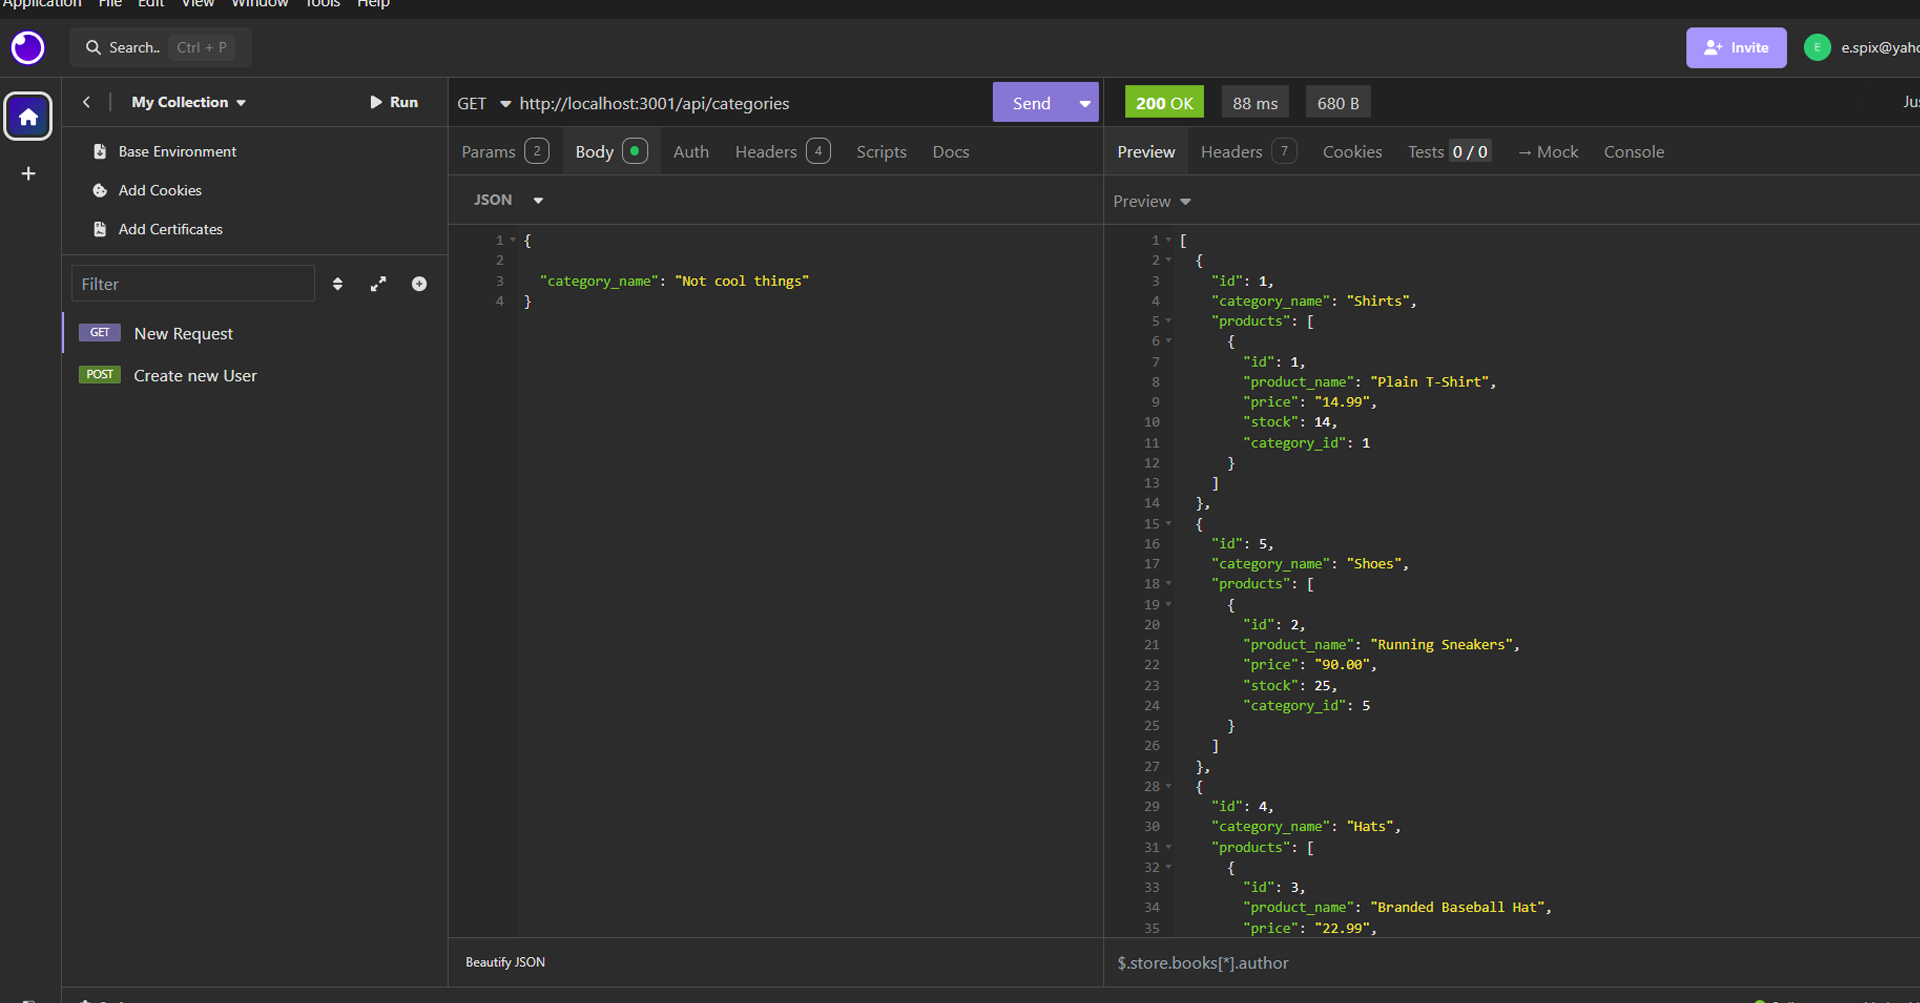 Application File Edit View Window Tools Help
Search.. Ctrl + P
Invite
E
e.spix@yaho
My Collection
Run
Base Environment
Add Cookies
Add Certificates
Filter
GET New Request
POST Create new User
GET http://localhost:3001/api/categories
Send
Params 2 Body Auth Headers 4 Scripts Docs
JSON
1 {
2
3 "category_name": "Not cool things"
4 }
Beautify JSON
200 OK 88 ms 680 B
Jus
Preview Headers 7 Cookies Tests 0 / 0 → Mock Console
Preview
1 [
2 {
3 "id": 1,
4 "category_name": "Shirts",
5 "products": [
6 {
7 "id": 1,
8 "product_name": "Plain T-Shirt",
9 "price": "14.99",
10 "stock": 14,
11 "category_id": 1
12 }
13 ]
14 },
15 {
16 "id": 5,
17 "category_name": "Shoes",
18 "products": [
19 {
20 "id": 2,
21 "product_name": "Running Sneakers",
22 "price": "90.00",
23 "stock": 25,
24 "category_id": 5
25 }
26 ]
27 },
28 {
29 "id": 4,
30 "category_name": "Hats",
31 "products": [
32 {
33 "id": 3,
34 "product_name": "Branded Baseball Hat",
35 "price": "22.99",
$.store.books[*].author